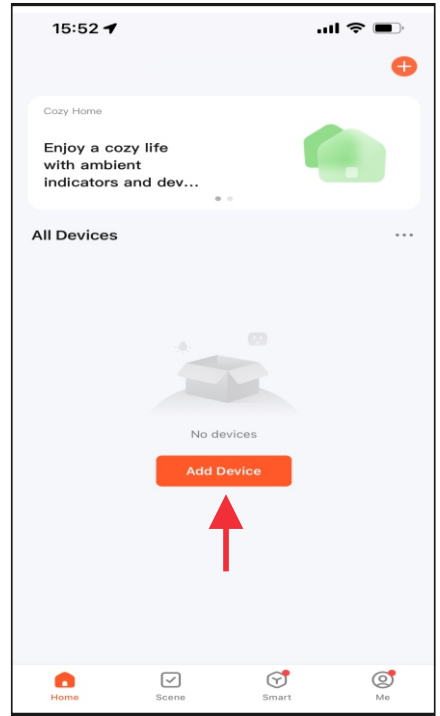 15:52
Cozy Home
Enjoy a cozy life
with ambient
indicators and dev...
All Devices
No devices
Add Device
Home
Scene
Smart
Me